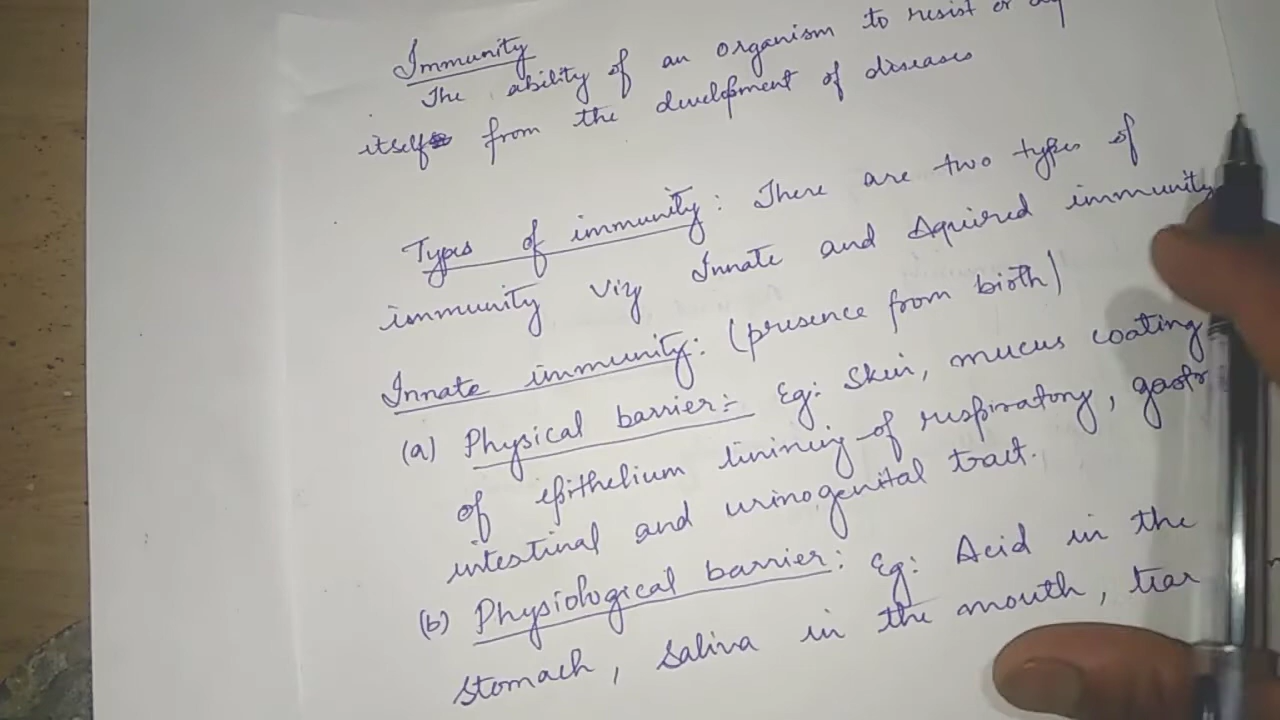 Immunity
The ability of an organism to resist or
itself from the development of diseases
Types of immunity: There are two types of
immunity viz Innate and Aquired immunity
Innate immunity: (presence from birth)
(a) Physical barrier:- Eg: Skin, mucus coating
of epithelium lining of respiratory, gastr
intestinal and urinogenital tract.
(b) Physiological barrier: Eg: Acid in the
stomach, saliva in the mouth, tear